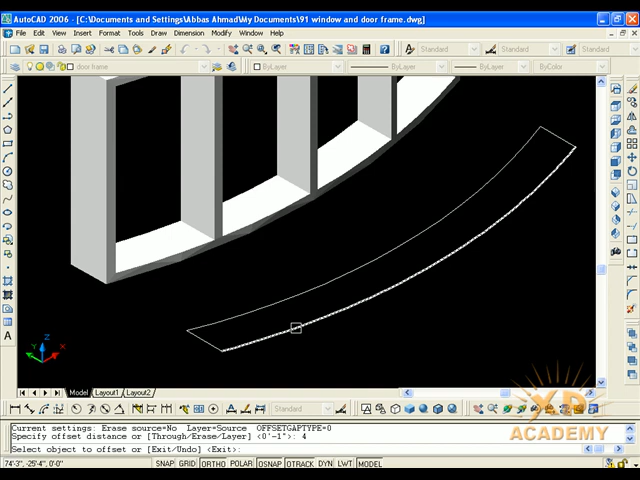 AutoCAD 2006 - [C:\Documents and Settings\Abbas Ahmad\My Documents\91 window and door frame.dwg]
File Edit View Insert Format Tools Draw Dimension Modify Window Help
Standard Standard Standard
door frame ByLayer ByLayer ByLayer ByColor
Z
Y X
Model Layout1 Layout2
Standard
XD
ACADEMY
Current settings: Erase source=No Layer=Source OFFSETGAPTYPE=0
Specify offset distance or [Through/Erase/Layer] <0'-1">: 4
Select object to offset or [Exit/Undo] <Exit>:
74'-3", -25'-4", 0'-0" SNAP GRID ORTHO POLAR OSNAP OTRACK DYN LWT MODEL